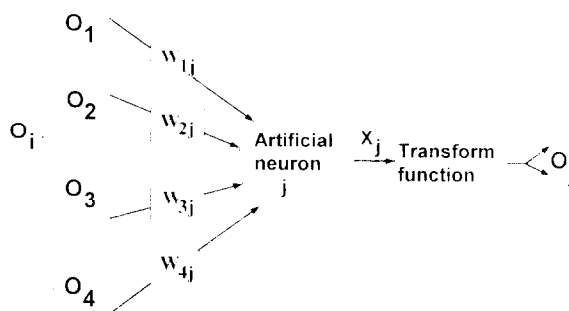 O1
w1j
O2
w2j
Oi
Artificial neuron j
Xj
Transform function
O
O3
w3j
O4
w4j